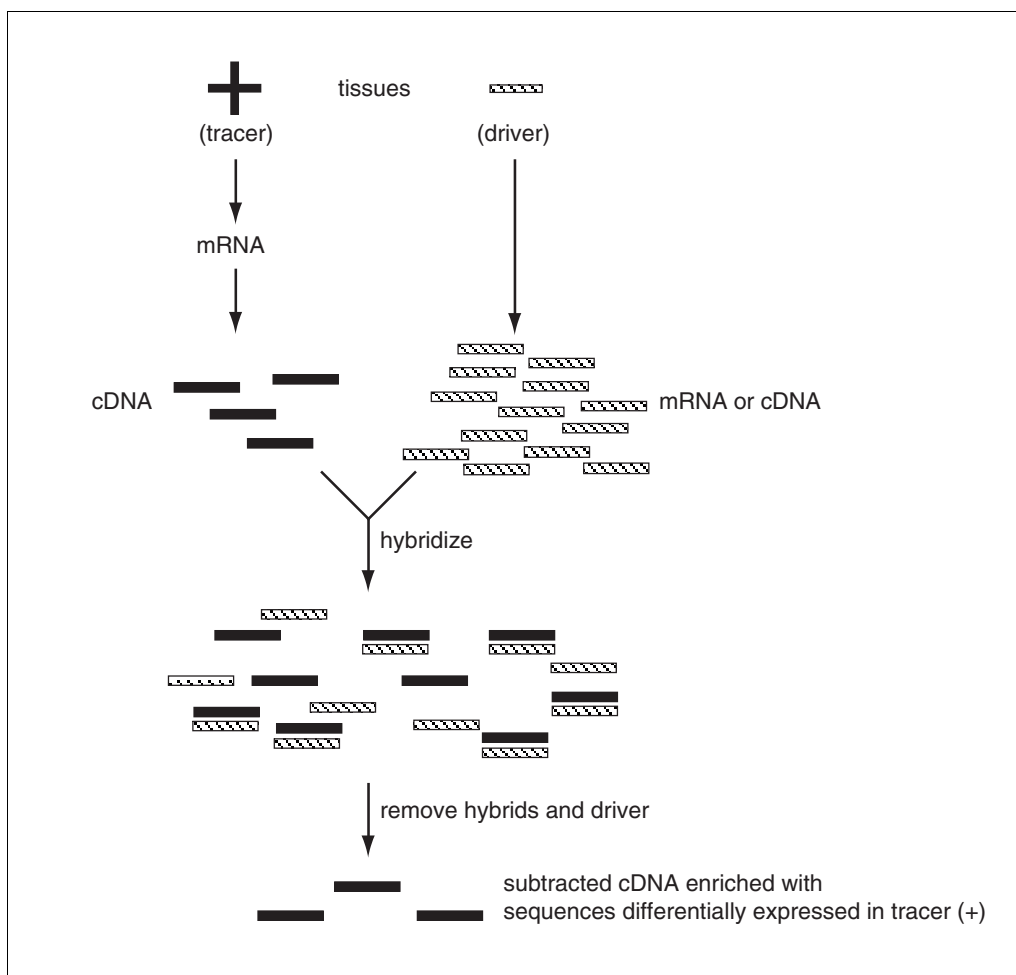 tissues
(tracer)
(driver)
mRNA
cDNA
mRNA or cDNA
hybridize
remove hybrids and driver
subtracted cDNA enriched with
sequences differentially expressed in tracer (+)